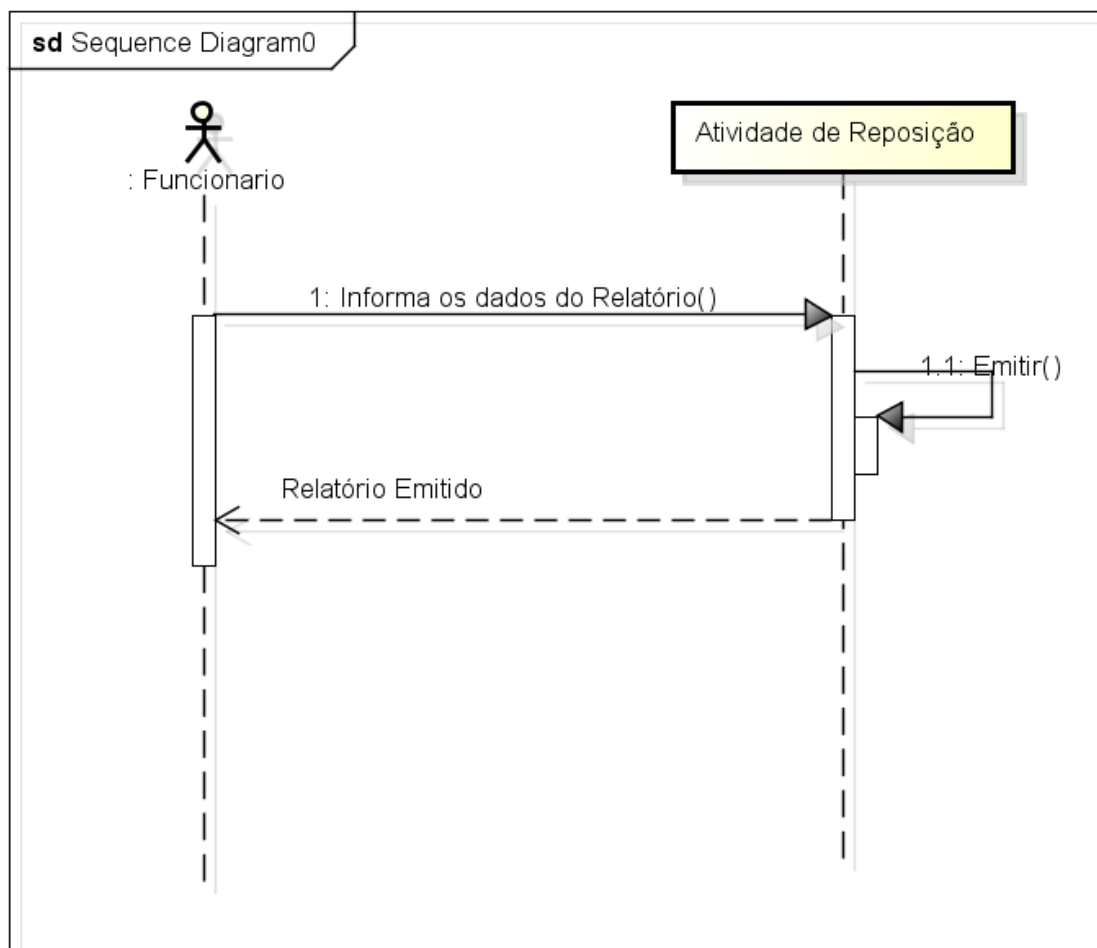 sd Sequence Diagram0
: Funcionario
Atividade de Reposição
1: Informa os dados do Relatório()
1.1: Emitir()
Relatório Emitido